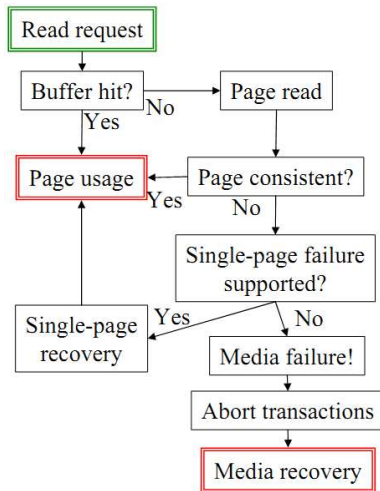 Read request
Buffer hit?
No
Page read
Yes
Page usage
Yes
Page consistent?
No
Single-page failure
supported?
Single-page
recovery
Yes
No
Media failure!
Abort transactions
Media recovery